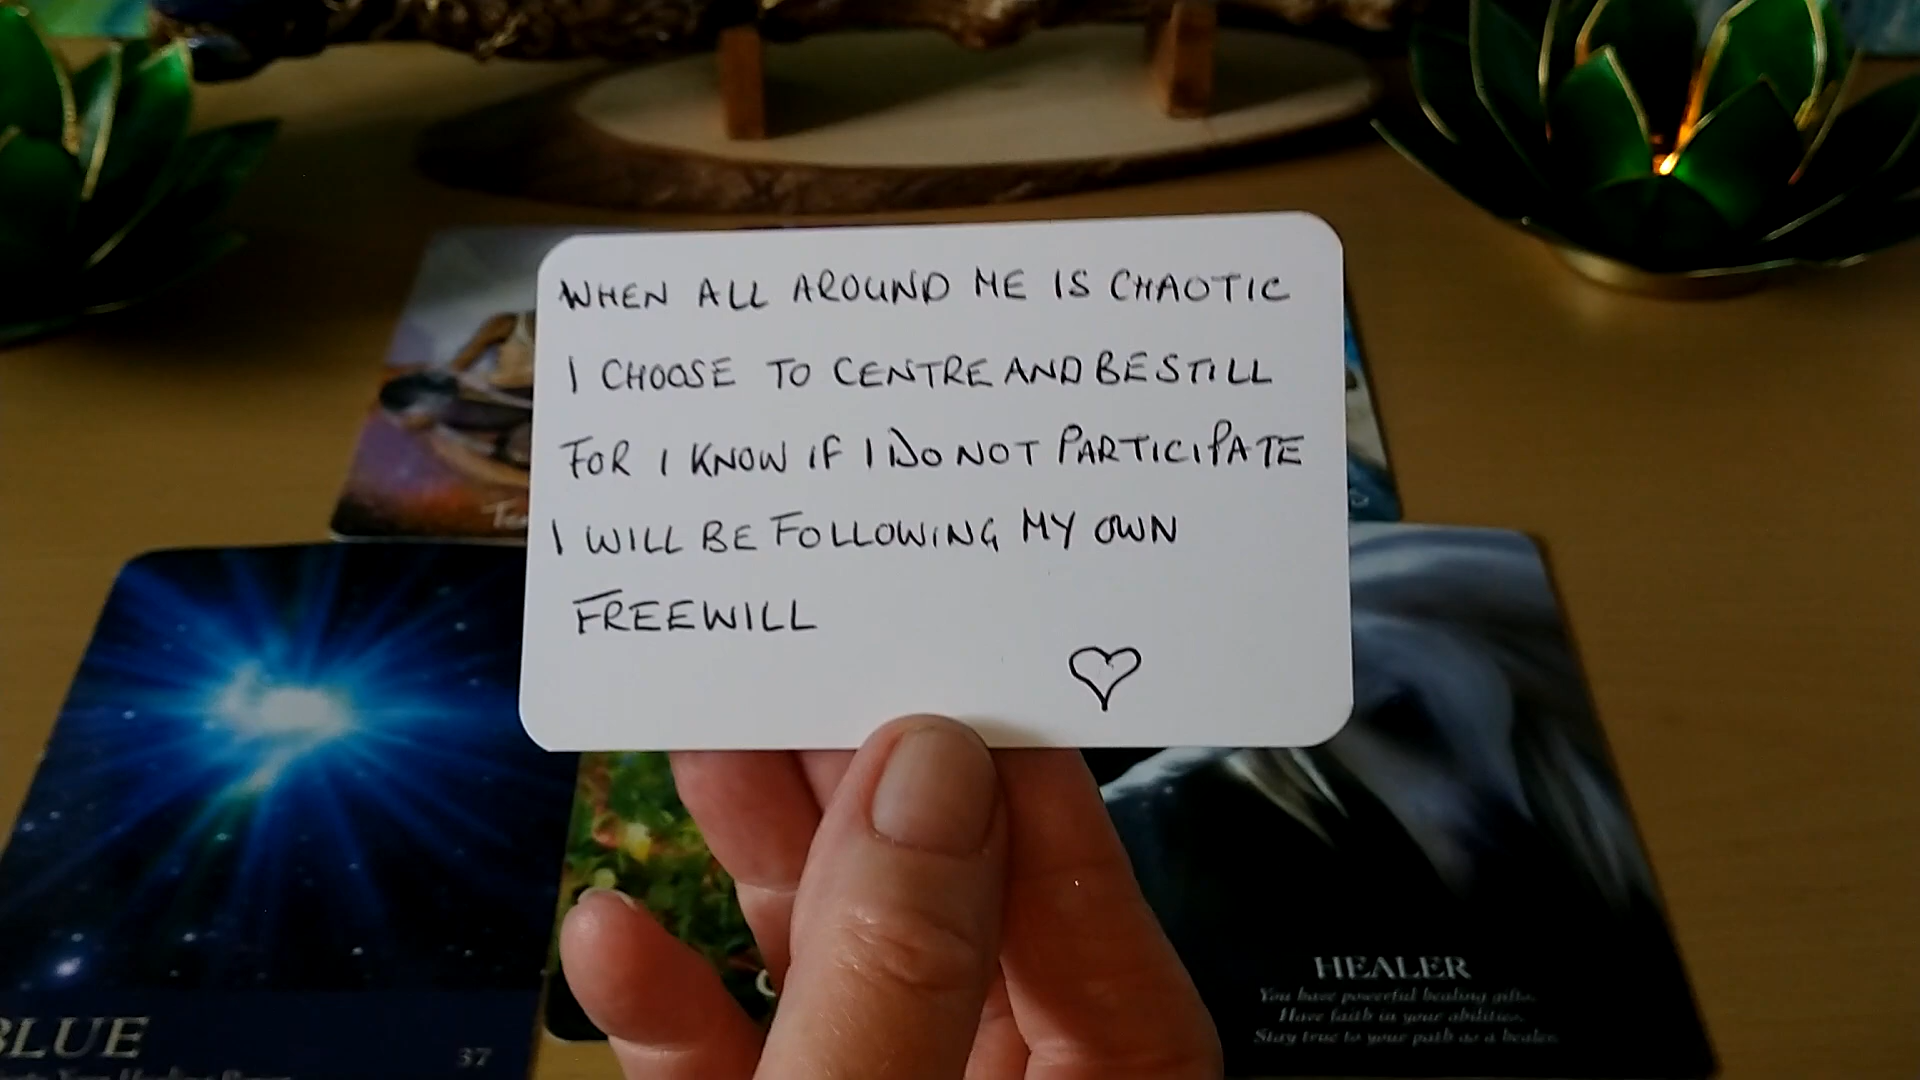 WHEN ALL AROUND ME IS CHAOTIC
I CHOOSE TO CENTRE AND BE STILL
FOR I KNOW IF I DO NOT PARTICIPATE
I WILL BE FOLLOWING MY OWN
FREEWILL
BLUE
37
HEALER
You have powerful healing gifts.
Have faith in your abilities.
Stay true to your path as a healer.